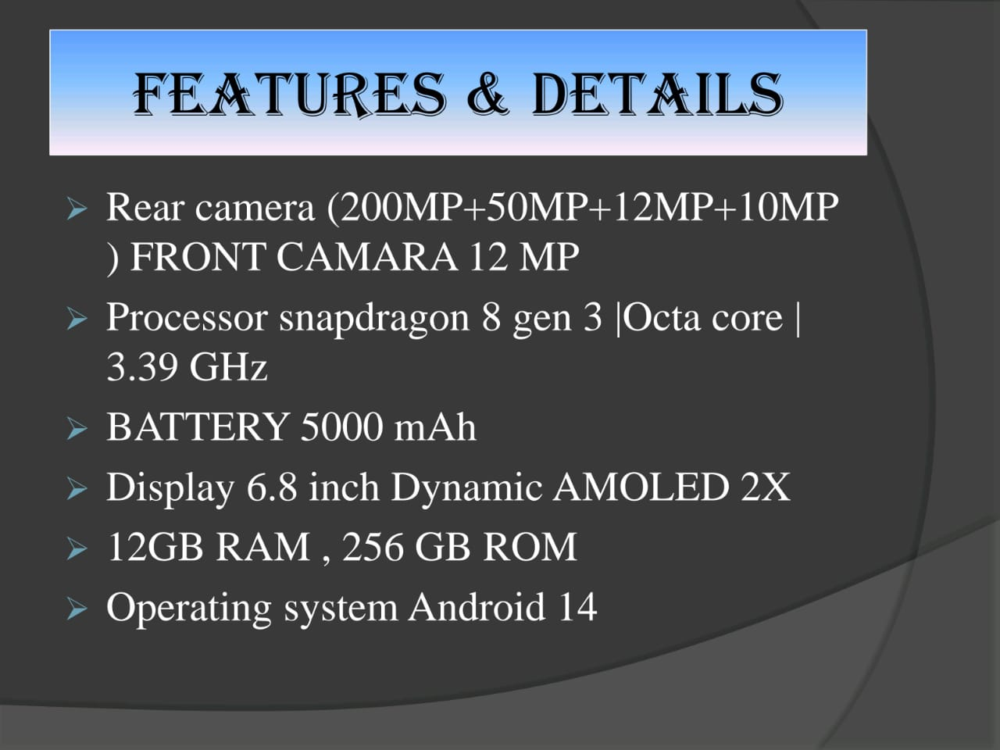 FEATURES & DETAILS
Rear camera (200MP+50MP+12MP+10MP
) FRONT CAMARA 12 MP
Processor snapdragon 8 gen 3 |Octa core |
3.39 GHz
BATTERY 5000 mAh
Display 6.8 inch Dynamic AMOLED 2X
12GB RAM , 256 GB ROM
Operating system Android 14